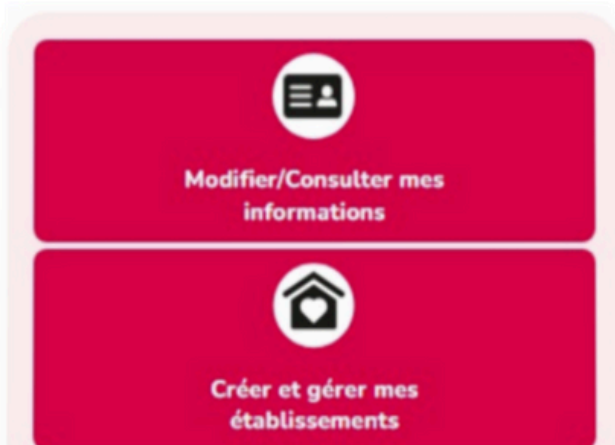 Modifier/Consulter mes
informations
Créer et gérer mes
établissements